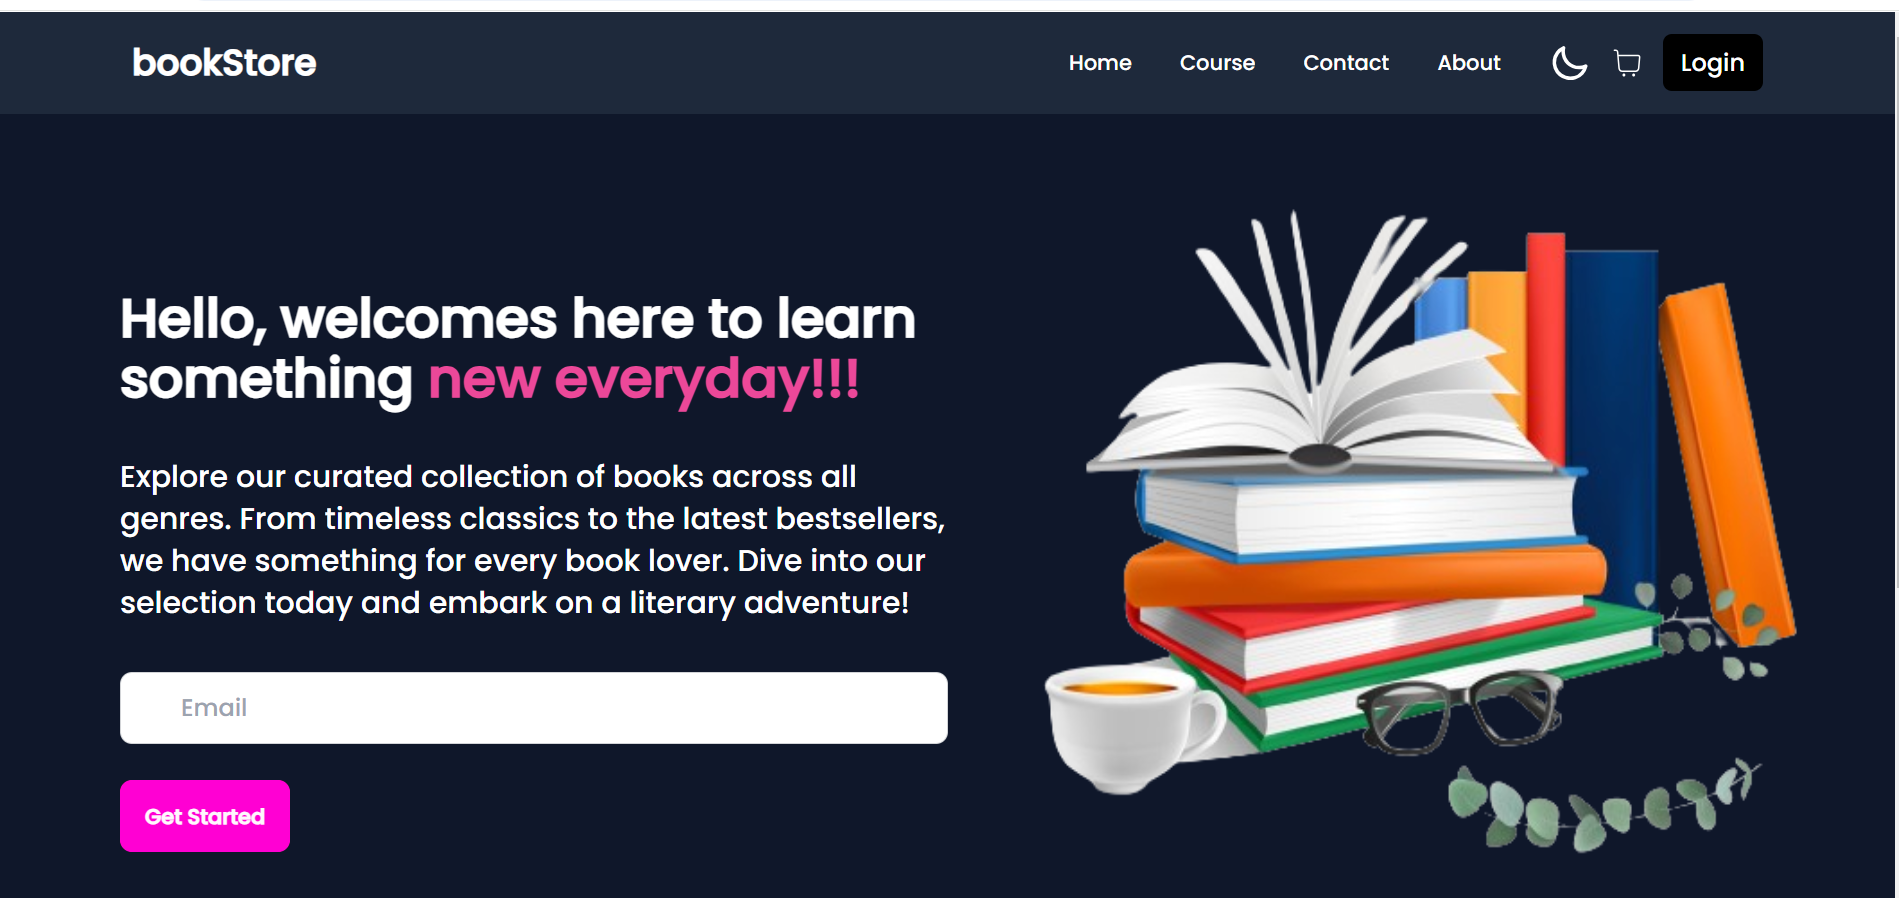 bookStore
Home Course Contact About Login
Hello, welcomes here to learn
something new everyday!!!
Explore our curated collection of books across all
genres. From timeless classics to the latest bestsellers,
we have something for every book lover. Dive into our
selection today and embark on a literary adventure!
Email
Get Started